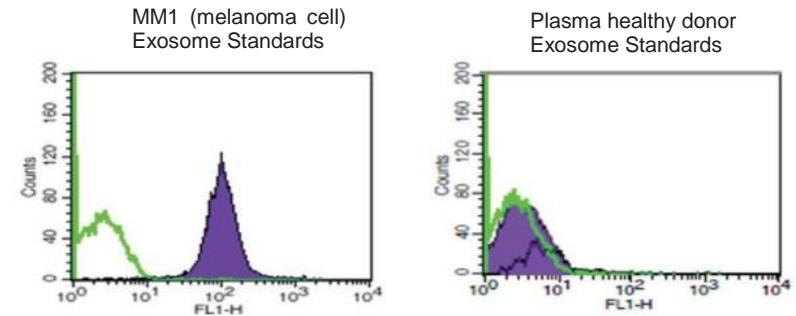 MM1 (melanoma cell)
Exosome Standards
200
160
120
80
40
0
Counts
10⁰ 10¹ 10² 10³ 10⁴
FL1-H
Plasma healthy donor
Exosome Standards
200
160
120
80
40
0
Counts
10⁰ 10¹ 10² 10³ 10⁴
FL1-H